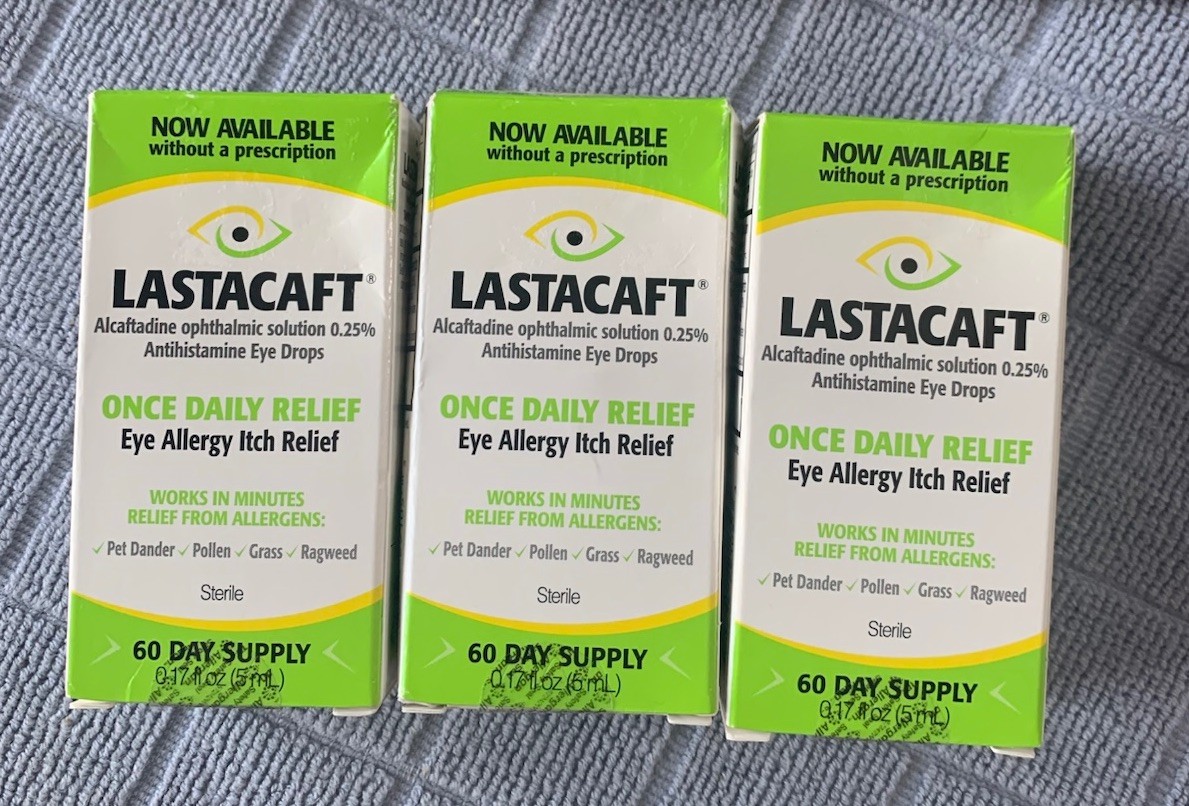 NOW AVAILABLE
without a prescription
LASTACAFT®
Alcaftadine ophthalmic solution 0.25%
Antihistamine Eye Drops
ONCE DAILY RELIEF
Eye Allergy Itch Relief
WORKS IN MINUTES
RELIEF FROM ALLERGENS:
✓ Pet Dander ✓ Pollen ✓ Grass ✓ Ragweed
Sterile
60 DAY SUPPLY
0.17 fl oz (5 mL)
NOW AVAILABLE
without a prescription
LASTACAFT®
Alcaftadine ophthalmic solution 0.25%
Antihistamine Eye Drops
ONCE DAILY RELIEF
Eye Allergy Itch Relief
WORKS IN MINUTES
RELIEF FROM ALLERGENS:
✓ Pet Dander ✓ Pollen ✓ Grass ✓ Ragweed
Sterile
60 DAY SUPPLY
0.17 fl oz (5 mL)
NOW AVAILABLE
without a prescription
LASTACAFT®
Alcaftadine ophthalmic solution 0.25%
Antihistamine Eye Drops
ONCE DAILY RELIEF
Eye Allergy Itch Relief
WORKS IN MINUTES
RELIEF FROM ALLERGENS:
✓ Pet Dander ✓ Pollen ✓ Grass ✓ Ragweed
Sterile
60 DAY SUPPLY
0.17 fl oz (5 mL)